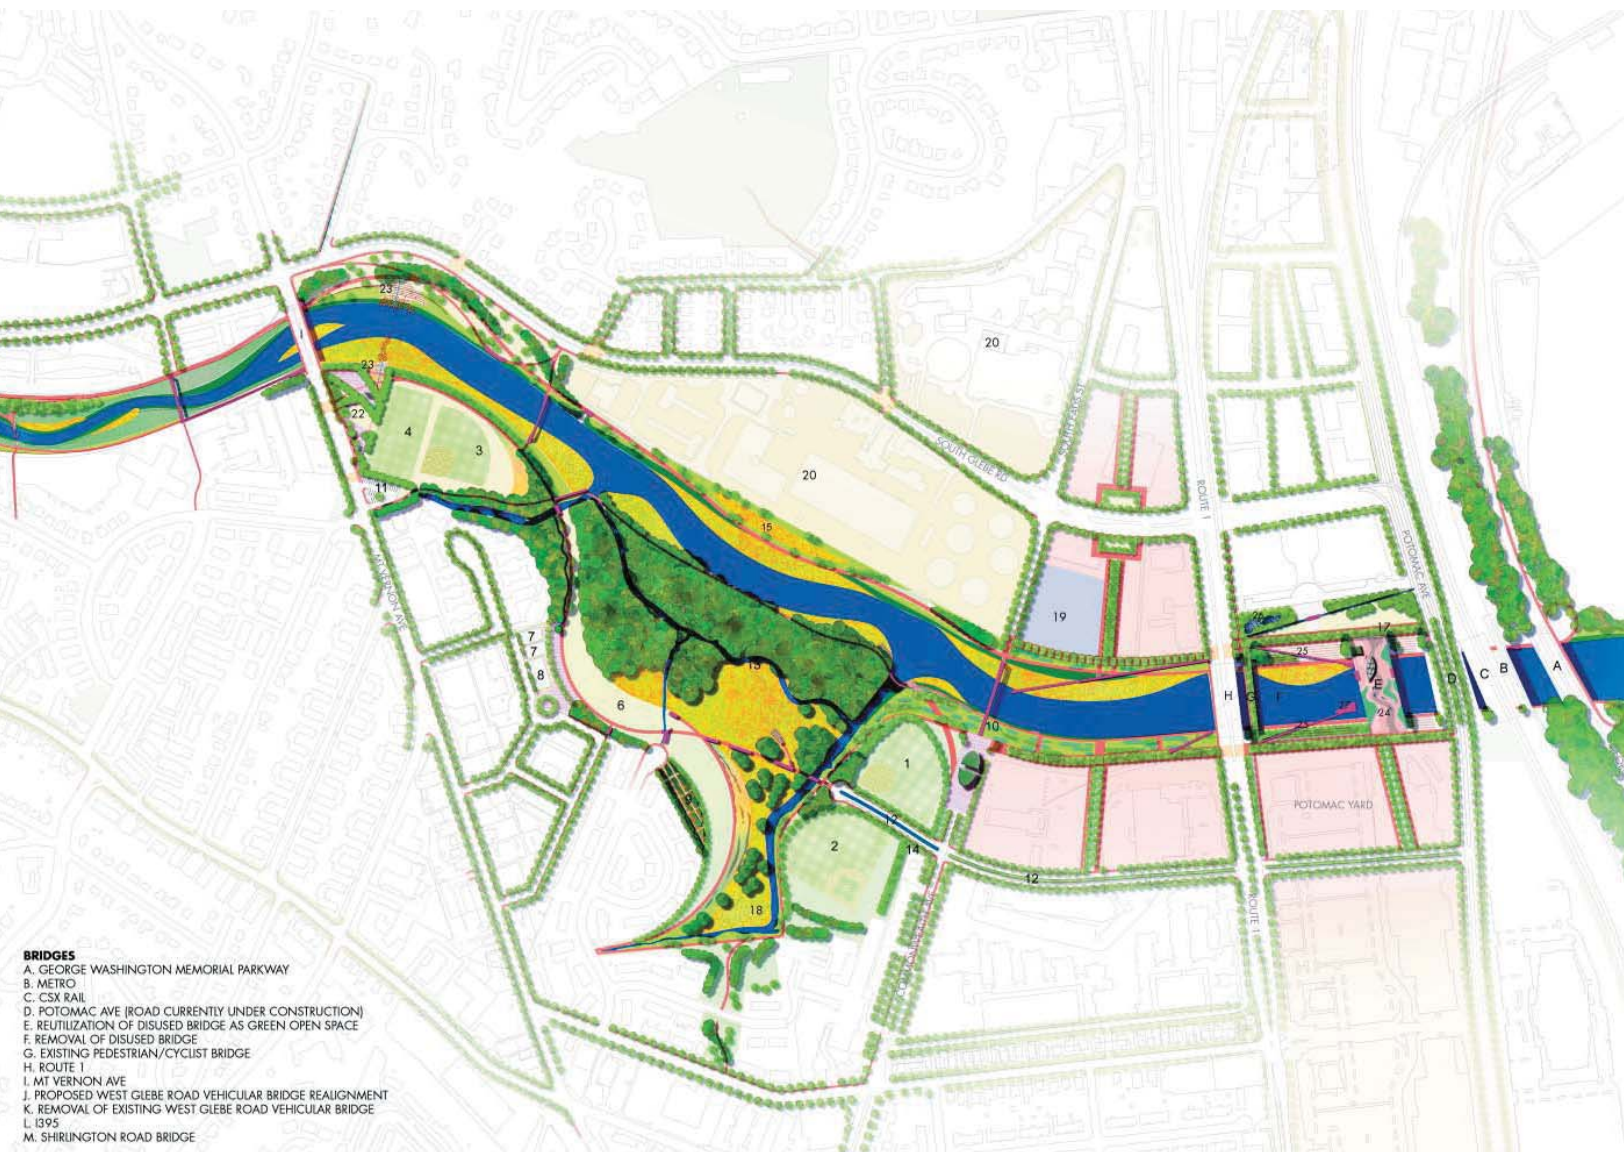 23
I
20
23
22
4
3
SOUTH GLEBE RD
20
ROUTE 1
11
15
POTOMAC AVE
MT VERNON AVE
19
26
7
7
17
25
8
13
C
B
A
D
E
6
H
G
F
24
10
1
POTOMAC YARD
12
2
14
12
18
ROUTE 1
BRIDGES
A. GEORGE WASHINGTON MEMORIAL PARKWAY
B. METRO
C. CSX RAIL
D. POTOMAC AVE (ROAD CURRENTLY UNDER CONSTRUCTION)
E. REUTILIZATION OF DISUSED BRIDGE AS GREEN OPEN SPACE
F. REMOVAL OF DISUSED BRIDGE
G. EXISTING PEDESTRIAN/CYCLIST BRIDGE
H. ROUTE 1
I. MT VERNON AVE
J. PROPOSED WEST GLEBE ROAD VEHICULAR BRIDGE REALIGNMENT
K. REMOVAL OF EXISTING WEST GLEBE ROAD VEHICULAR BRIDGE
L. I395
M. SHIRLINGTON ROAD BRIDGE